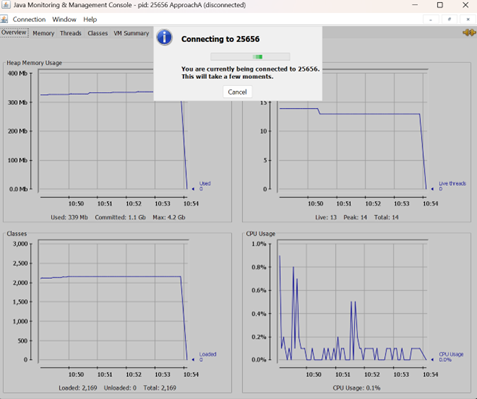 Java Monitoring & Management Console - pid: 25656 ApproachA (disconnected)
Connection Window Help
Overview Memory Threads Classes VM Summary
Connecting to 25656
You are currently being connected to 25656.
This will take a few moments.
Cancel
Heap Memory Usage
400 Mb
300 Mb
200 Mb
100 Mb
0.0 Mb
Used
0
10:50 10:51 10:52 10:53 10:54
Used: 339 Mb Committed: 1.1 Gb Max: 4.2 Gb
15
10
5
0
Live threads
0
10:50 10:51 10:52 10:53 10:54
Live: 13 Peak: 14 Total: 14
Classes
3,000
2,500
2,000
1,500
1,000
500
0
Loaded
0
10:50 10:51 10:52 10:53 10:54
Loaded: 2,169 Unloaded: 0 Total: 2,169
CPU Usage
1.0%
0.8%
0.6%
0.4%
0.2%
0.0%
CPU Usage
0.0%
10:50 10:51 10:52 10:53 10:54
CPU Usage: 0.1%